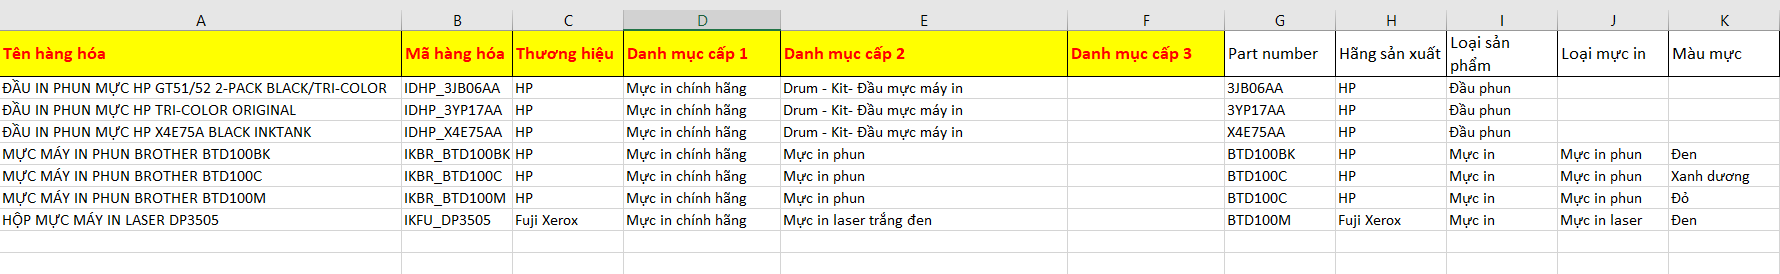 A B C D E F G H I J K
Tên hàng hóa Mã hàng hóa Thương hiệu Danh mục cấp 1 Danh mục cấp 2 Danh mục cấp 3 Part number Hãng sản xuất Loại sản phẩm Loại mực in Màu mực
ĐẦU IN PHUN MỰC HP GT51/52 2-PACK BLACK/TRI-COLOR IDHP_3JB06AA HP Mực in chính hãng Drum - Kit- Đầu mực máy in 3JB06AA HP Đầu phun
ĐẦU IN PHUN MỰC HP TRI-COLOR ORIGINAL IDHP_3YP17AA HP Mực in chính hãng Drum - Kit- Đầu mực máy in 3YP17AA HP Đầu phun
ĐẦU IN PHUN MỰC HP X4E75A BLACK INKTANK IDHP_X4E75AA HP Mực in chính hãng Drum - Kit- Đầu mực máy in X4E75AA HP Đầu phun
MỰC MÁY IN PHUN BROTHER BTD100BK IKBR_BTD100BK HP Mực in chính hãng Mực in phun BTD100BK HP Mực in Mực in phun Đen
MỰC MÁY IN PHUN BROTHER BTD100C IKBR_BTD100C HP Mực in chính hãng Mực in phun BTD100C HP Mực in Mực in phun Xanh dương
MỰC MÁY IN PHUN BROTHER BTD100M IKBR_BTD100M HP Mực in chính hãng Mực in phun BTD100C HP Mực in Mực in phun Đỏ
HỘP MỰC MÁY IN LASER DP3505 IKFU_DP3505 Fuji Xerox Mực in chính hãng Mực in laser trắng đen BTD100M Fuji Xerox Mực in Mực in laser Đen